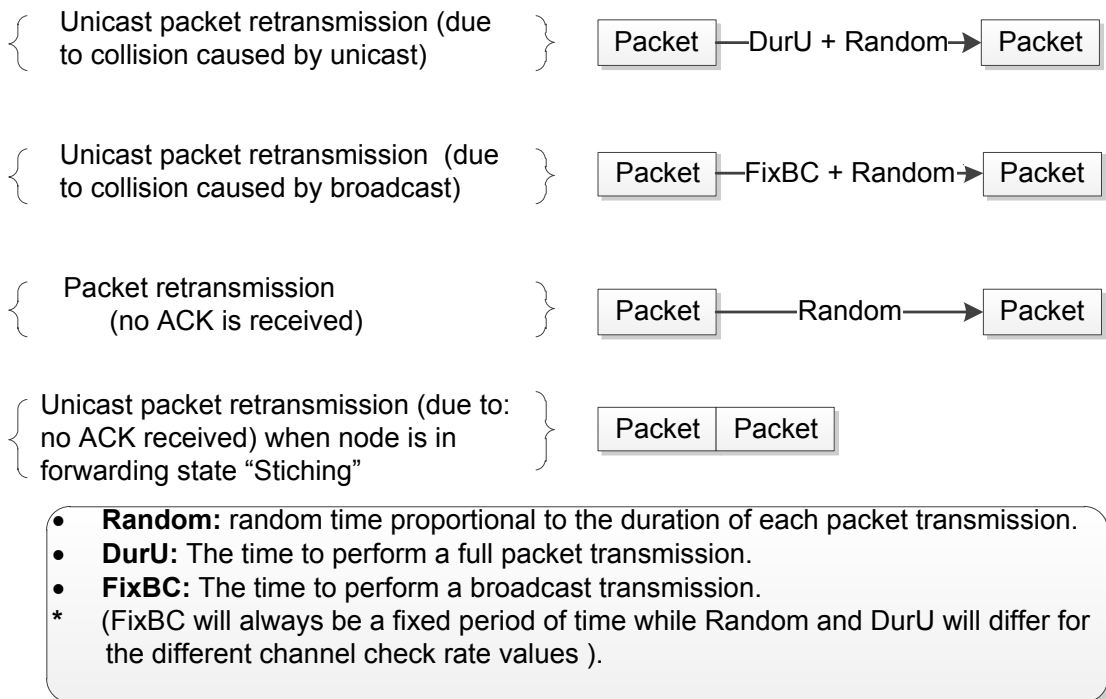 Unicast packet retransmission (due
to collision caused by unicast)
Packet DurU + Random Packet
Unicast packet retransmission (due
to collision caused by broadcast)
Packet FixBC + Random Packet
Packet retransmission
(no ACK is received)
Packet Random Packet
Unicast packet retransmission (due to:
no ACK received) when node is in
forwarding state “Stiching”
Packet Packet
• Random: random time proportional to the duration of each packet transmission.
• DurU: The time to perform a full packet transmission.
• FixBC: The time to perform a broadcast transmission.
* (FixBC will always be a fixed period of time while Random and DurU will differ for
the different channel check rate values ).